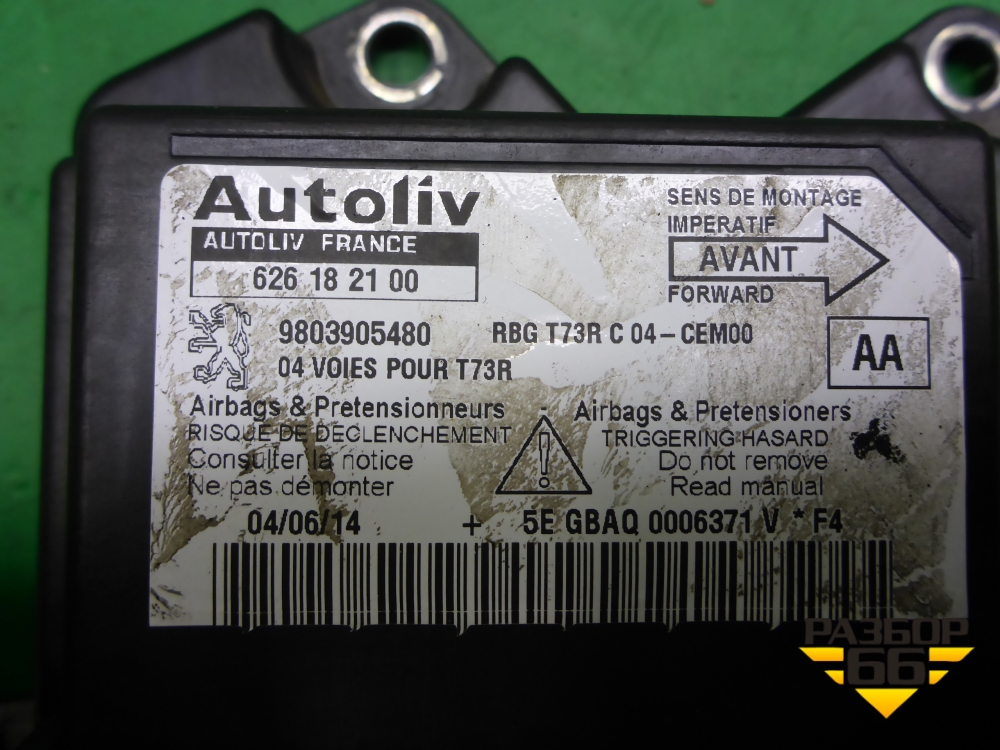 Autoliv
AUTOLIV FRANCE
626 18 21 00
SENS DE MONTAGE
IMPERATIF
AVANT
FORWARD
9803905480
RBG T73R C 04-CEM00
04 VOIES POUR T73R
AA
Airbags & Pretensionneurs - Airbags & Pretensioners
RISQUE DE DECLENCHEMENT
TRIGGERING HASARD
Consulter la notice
Do not remove
Ne pas démonter
Read manual
04/06/14 + 5E GBAQ 0006371 V * F4
РАЗБОР
66